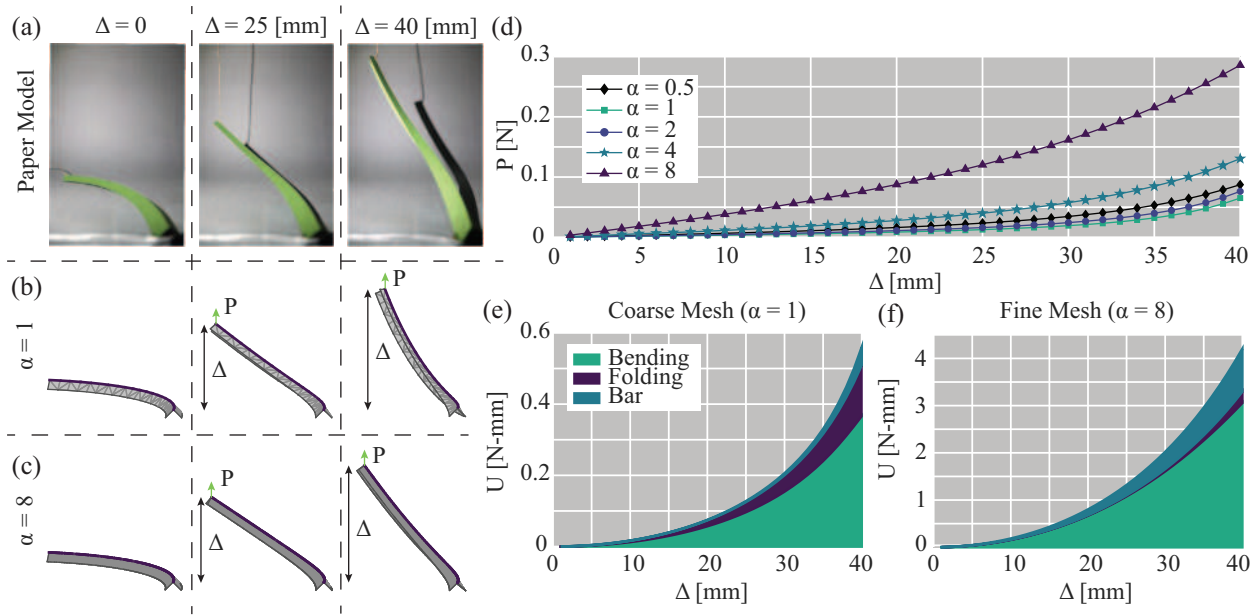 (a)
Δ = 0
Δ = 25 [mm]
Δ = 40 [mm]
Paper Model
(b)
α = 1
P
Δ
P
Δ
(c)
α = 8
P
Δ
P
Δ
(d)
P [N]
0.3
0.2
0.1
0
α = 0.5
α = 1
α = 2
α = 4
α = 8
0 5 10 15 20 25 30 35 40
Δ [mm]
(e)
Coarse Mesh (α = 1)
U [N-mm]
0.6
0.4
0.2
0
Bending
Folding
Bar
0 10 20 30 40
Δ [mm]
(f)
Fine Mesh (α = 8)
U [N-mm]
4
3
2
1
0
0 10 20 30 40
Δ [mm]